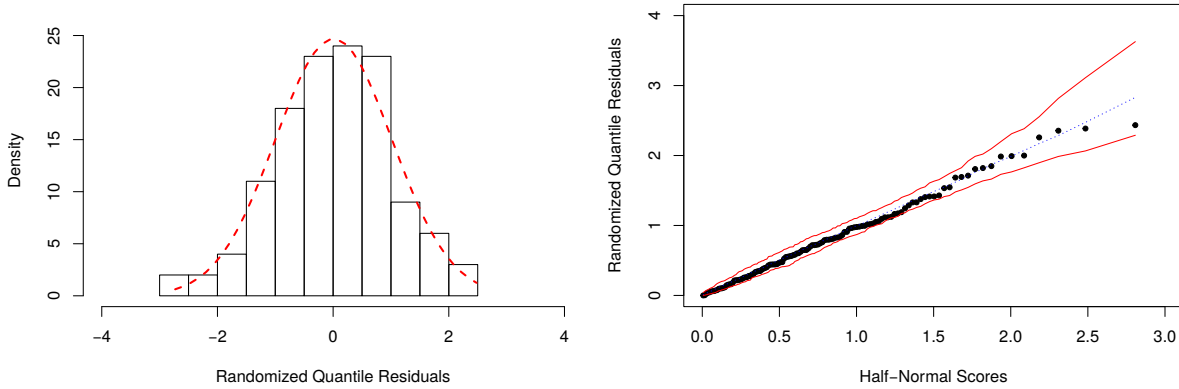 Density
0 5 10 15 20 25
−4 −2 0 2 4
Randomized Quantile Residuals
Randomized Quantile Residuals
0 1 2 3 4
0.0 0.5 1.0 1.5 2.0 2.5 3.0
Half−Normal Scores